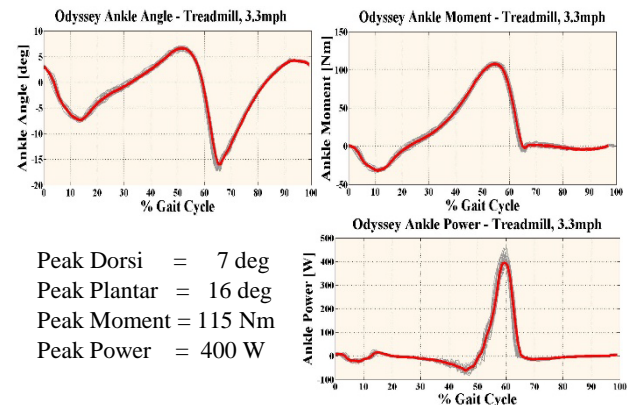 Odyssey Ankle Angle - Treadmill, 3.3mph
Ankle Angle [deg]
10
5
0
-5
-10
-15
-20
0 10 20 30 40 50 60 70 80 90 100
% Gait Cycle
Odyssey Ankle Moment - Treadmill, 3.3mph
Ankle Moment [Nm]
150
100
50
0
-50
0 10 20 30 40 50 60 70 80 90 100
% Gait Cycle
Peak Dorsi = 7 deg
Peak Plantar = 16 deg
Peak Moment = 115 Nm
Peak Power = 400 W
Odyssey Ankle Power - Treadmill, 3.3mph
Ankle Power [W]
500
400
300
200
100
0
-100
0 10 20 30 40 50 60 70 80 90 100
% Gait Cycle